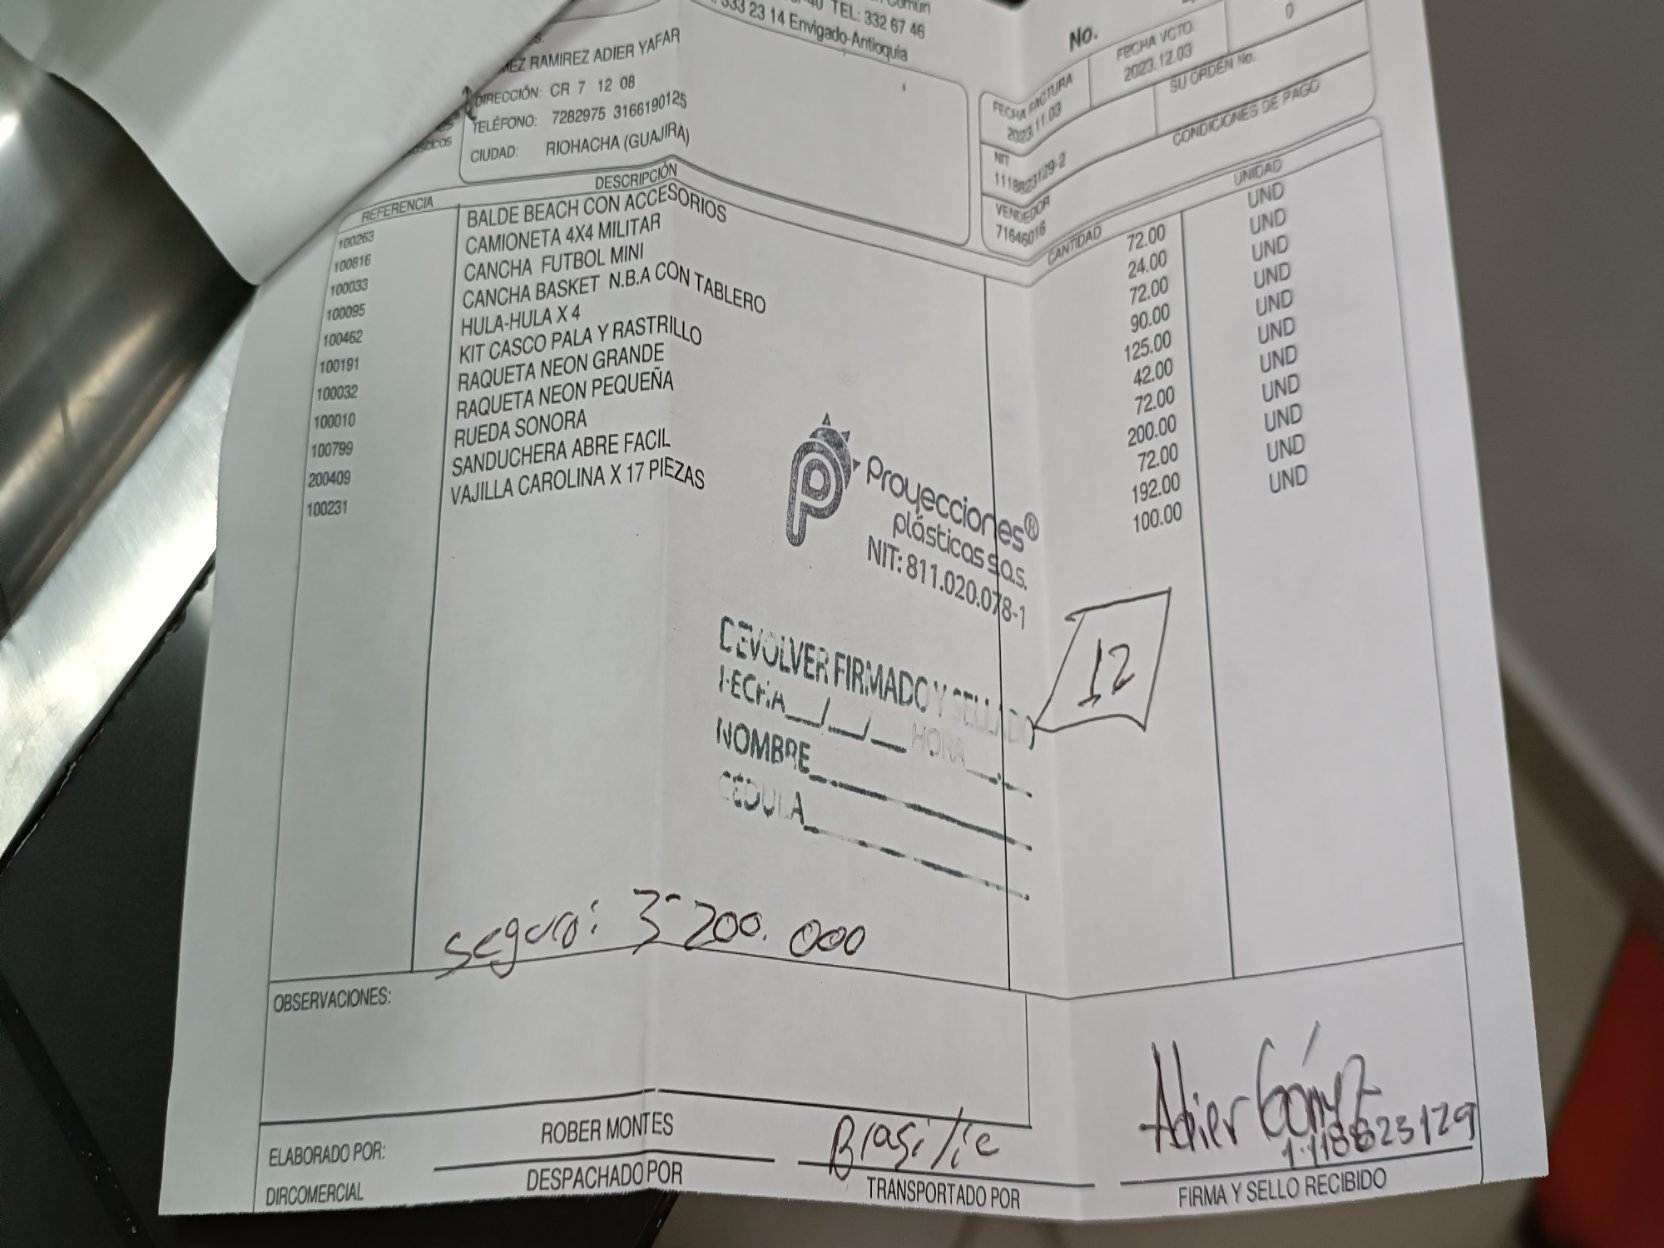 TEL: 332 67 46
333 23 14 Envigado-Antioquia
No.
RAMIREZ ADIER YAFAR
DIRECCIÓN: CR 7 12 08
TELÉFONO: 7282975 3166190125
CIUDAD: RIOHACHA (GUAJIRA)
FECHA FACTURA
2023.11.03
FECHA VCTO.
2023.12.03
0
NIT
1118823129-2
SU ORDEN No.
VENDEDOR
71646016
CONDICIONES DE PAGO
REFERENCIA DESCRIPCIÓN CANTIDAD UNIDAD
100263 BALDE BEACH CON ACCESORIOS 72.00 UND
100816 CAMIONETA 4X4 MILITAR 24.00 UND
100033 CANCHA FUTBOL MINI 72.00 UND
100095 CANCHA BASKET N.B.A CON TABLERO 90.00 UND
100462 HULA-HULA X 4 125.00 UND
100191 KIT CASCO PALA Y RASTRILLO 42.00 UND
100032 RAQUETA NEON GRANDE 72.00 UND
100010 RAQUETA NEON PEQUEÑA 200.00 UND
100799 RUEDA SONORA 72.00 UND
200409 SANDUCHERA ABRE FACIL 192.00 UND
100231 VAJILLA CAROLINA X 17 PIEZAS 100.00 UND
Proyecciones®
plásticas s.a.s.
NIT: 811.020.078-1
DEVOLVER FIRMADO Y SELLADO
FECHA__/__/__ HORA
NOMBRE
CEDULA
12
Seguro: 3'200.000
OBSERVACIONES:
ELABORADO POR:
DIRCOMERCIAL
ROBER MONTES
DESPACHADO POR
TRANSPORTADO POR
Adier Gómez
1.118823129
FIRMA Y SELLO RECIBIDO